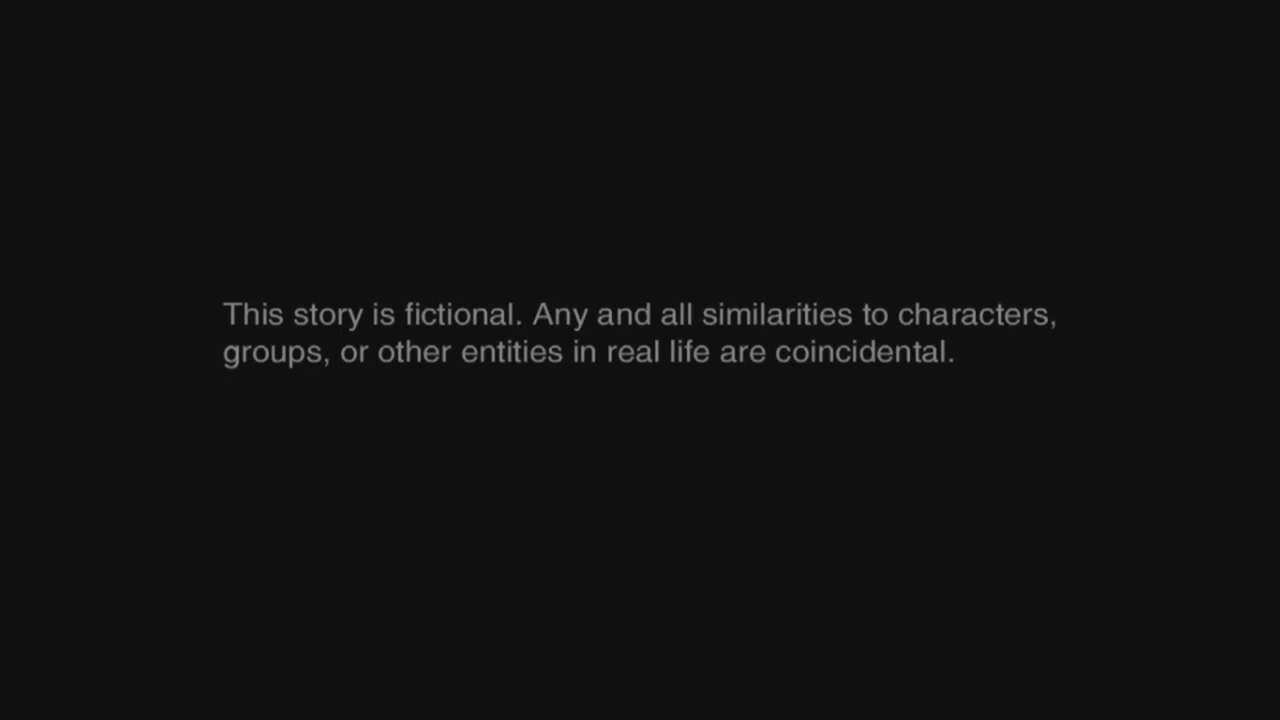 This story is fictional. Any and all similarities to characters,
groups, or other entities in real life are coincidental.